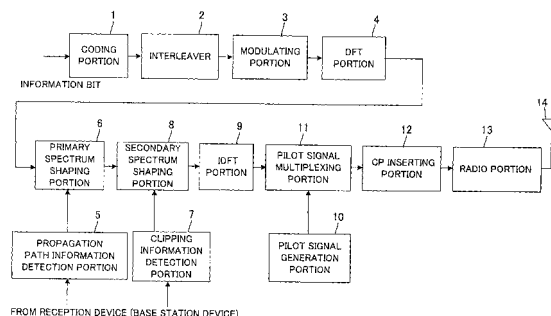 1
2
3
4
CODING
PORTION
INTERLEAVER
MODULATING
PORTION
DFT
PORTION
INFORMATION BIT
14
6
8
9
11
12
13
PRIMARY
SPECTRUM
SHAPING
PORTION
SECONDARY
SPECTRUM
SHAPING
PORTION
IDFT
PORTION
PILOT SIGNAL
MULTIPLEXING
PORTION
CP INSERTING
PORTION
RADIO PORTION
5
7
10
PROPAGATION
PATH INFORMATION
DETECTION PORTION
CLIPPING
INFORMATION
DETECTION
PORTION
PILOT SIGNAL
GENERATION
PORTION
FROM RECEPTION DEVICE (BASE STATION DEVICE)